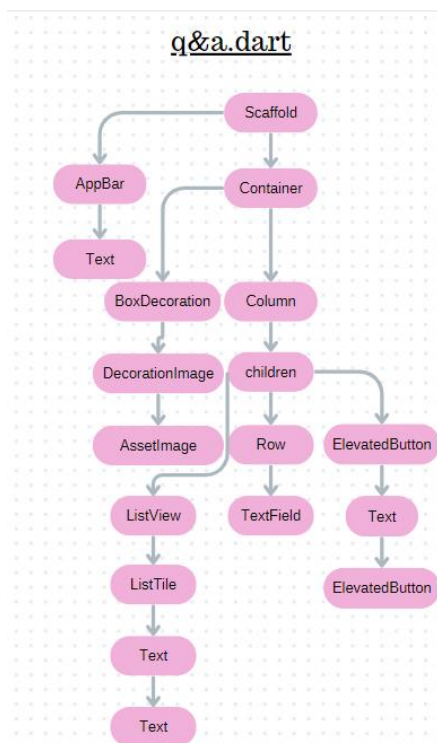 q&a.dart
Scaffold
AppBar
Container
Text
BoxDecoration
Column
DecorationImage
children
AssetImage
Row
ElevatedButton
ListView
TextField
Text
ListTile
ElevatedButton
Text
Text